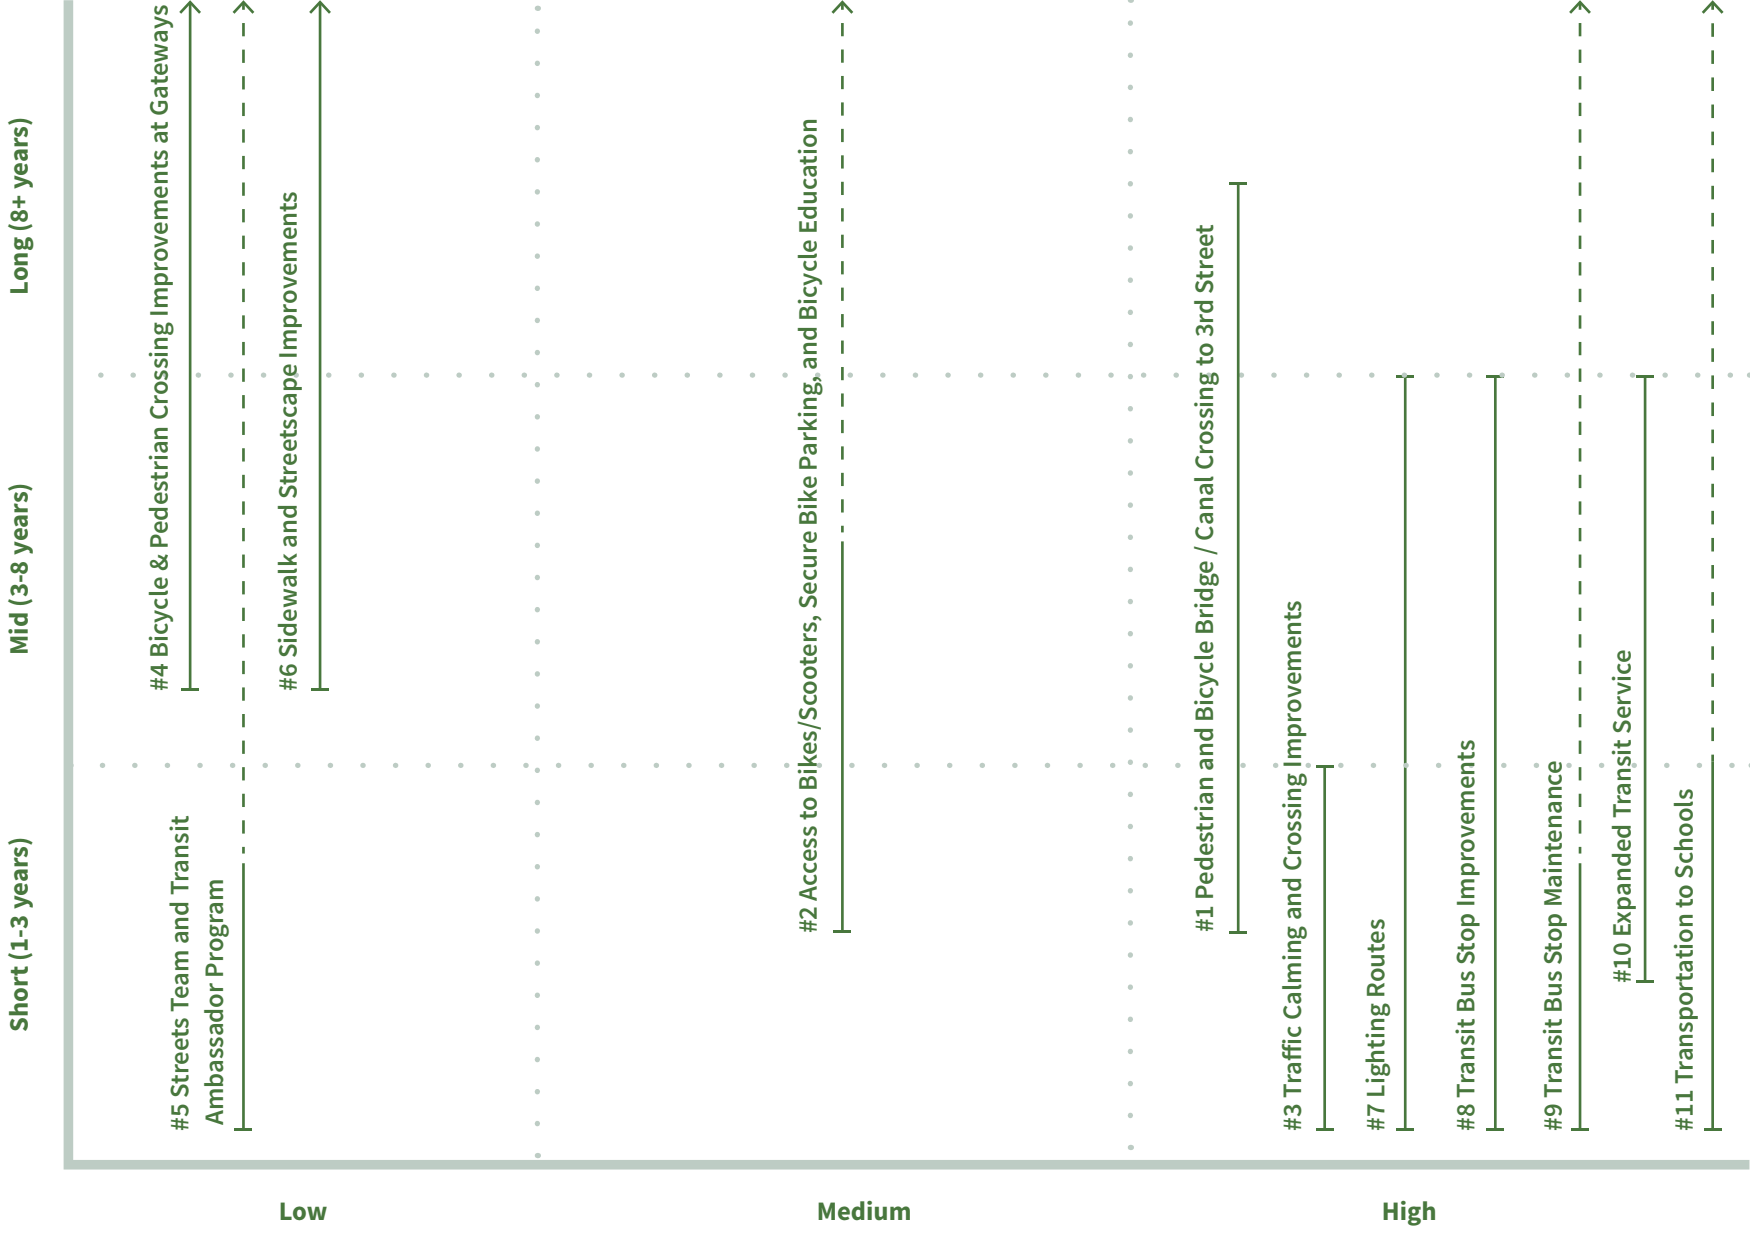 Long (8+ years)
Mid (3-8 years)
Short (1-3 years)
#4 Bicycle & Pedestrian Crossing Improvements at Gateways
#5 Streets Team and Transit
Ambassador Program
#6 Sidewalk and Streetscape Improvements
#2 Access to Bikes/Scooters, Secure Bike Parking, and Bicycle Education
#1 Pedestrian and Bicycle Bridge / Canal Crossing to 3rd Street
#3 Traffic Calming and Crossing Improvements
#7 Lighting Routes
#8 Transit Bus Stop Improvements
#9 Transit Bus Stop Maintenance
#10 Expanded Transit Service
#11 Transportation to Schools
Low
Medium
High